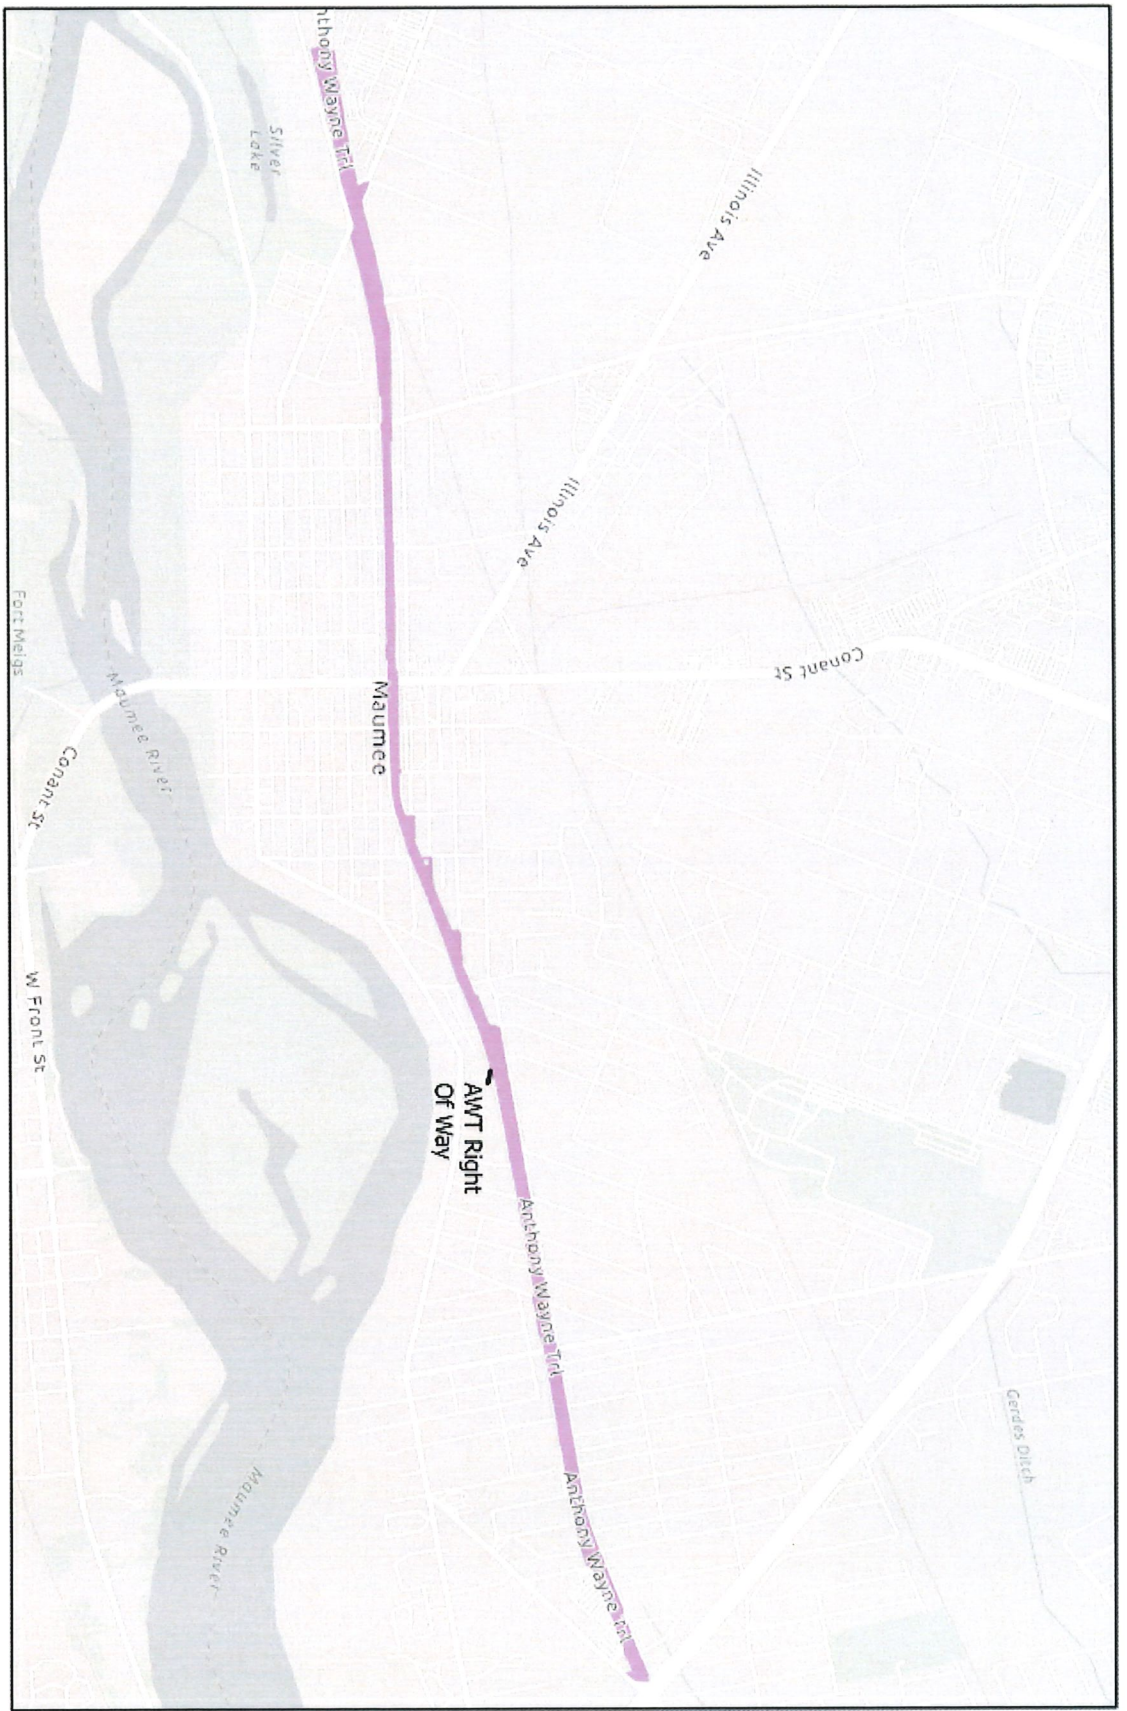 Anthony Wayne Trl
Silver
Lake
Illinois Ave
Illinois Ave
Fort Meigs
Maumee River
Conant St
Maumee
Conant St
W Front St
AWT Right
Of Way
Anthony Wayne Trl
Anthony Wayne Trl
Gerdes Ditch
Maumee River